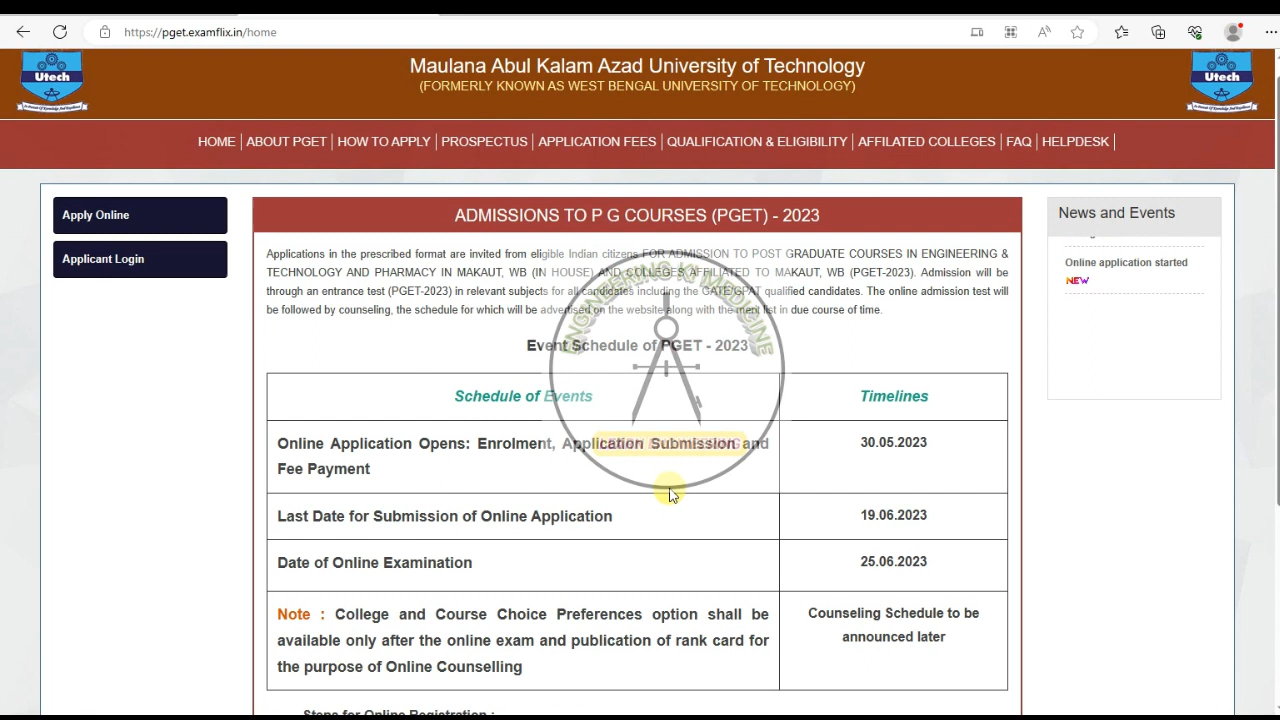 https://pget.examflix.in/home
Utech
Maulana Abul Kalam Azad University of Technology
(FORMERLY KNOWN AS WEST BENGAL UNIVERSITY OF TECHNOLOGY)
Utech
HOME ABOUT PGET HOW TO APPLY PROSPECTUS APPLICATION FEES QUALIFICATION & ELIGIBILITY AFFILATED COLLEGES FAQ HELPDESK
Apply Online
Applicant Login
ADMISSIONS TO P G COURSES (PGET) - 2023
Applications in the prescribed format are invited from eligible Indian citizens FOR ADMISSION TO POST GRADUATE COURSES IN ENGINEERING &
TECHNOLOGY AND PHARMACY IN MAKAUT, WB (IN HOUSE) AND COLLEGES AFFILIATED TO MAKAUT, WB (PGET-2023). Admission will be
through an entrance test (PGET-2023) in relevant subjects for all candidates including the GATE/GPAT qualified candidates. The online admission test will
be followed by counseling, the schedule for which will be advertised on the website along with the merit list in due course of time.
ENGINEERING KI MEDICINE
Event Schedule of PGET - 2023
Schedule of Events Timelines
Online Application Opens: Enrolment, Application Submission and
Fee Payment
30.05.2023
Last Date for Submission of Online Application 19.06.2023
Date of Online Examination 25.06.2023
Note : College and Course Choice Preferences option shall be
available only after the online exam and publication of rank card for
the purpose of Online Counselling
Counseling Schedule to be
announced later
Steps for Online Registration :
News and Events
Online application started
NEW